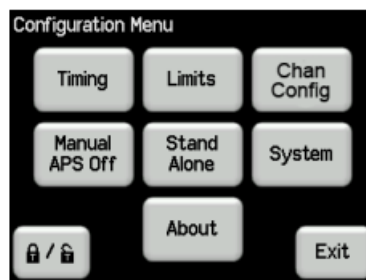 Configuration Menu
Timing
Limits
Chan
Config
Manual
APS Off
Stand
Alone
System
About
/
Exit